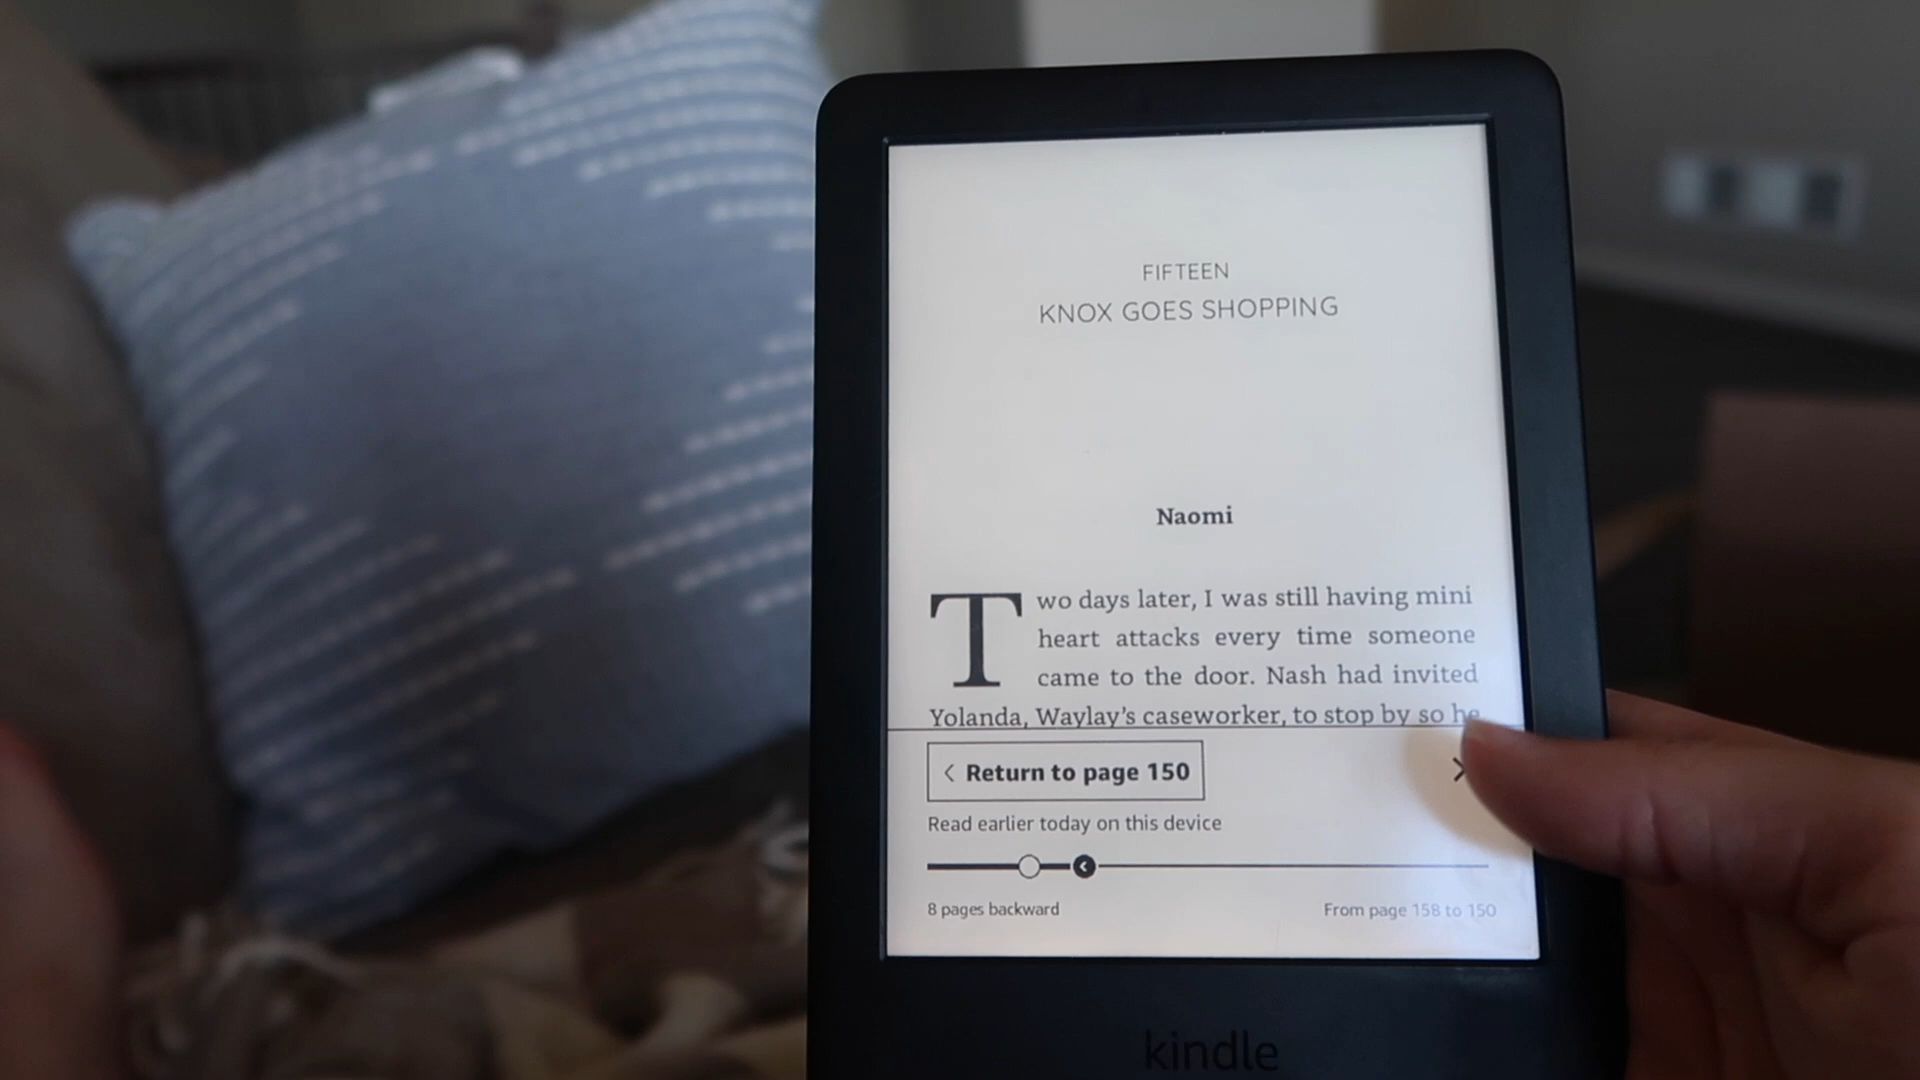 FIFTEEN
KNOX GOES SHOPPING
Naomi
Two days later, I was still having mini
heart attacks every time someone
came to the door. Nash had invited
Yolanda, Waylay's caseworker, to stop by so he
< Return to page 150
Read earlier today on this device
8 pages backward
From page 158 to 150
kindle